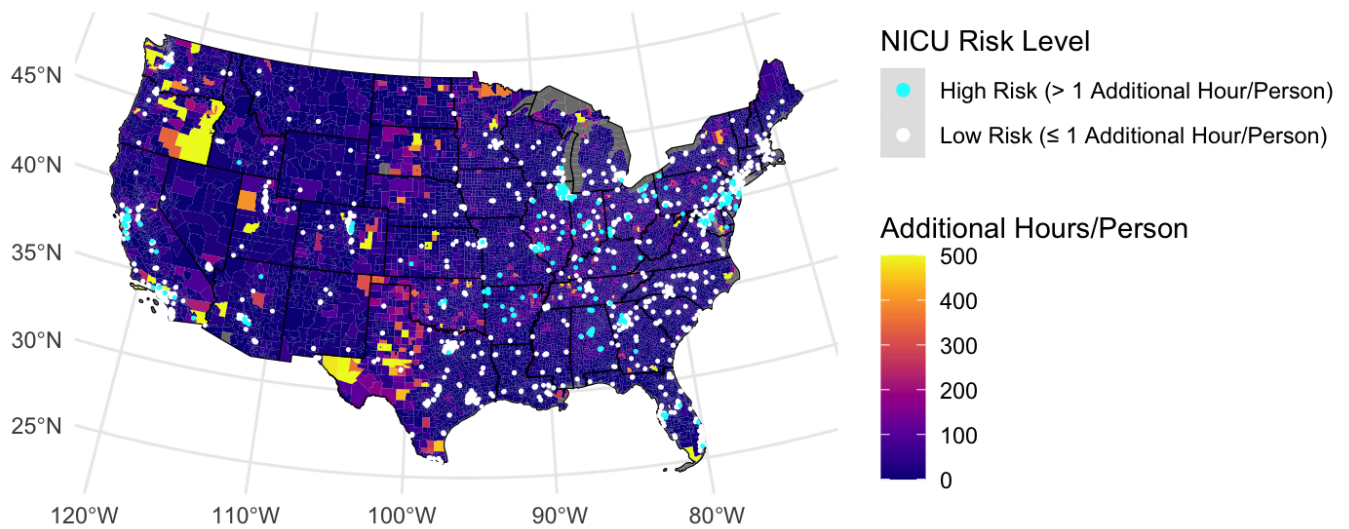 45°N
40°N
35°N
30°N
25°N
120°W
110°W
100°W
90°W
80°W
NICU Risk Level
High Risk (> 1 Additional Hour/Person)
Low Risk (≤ 1 Additional Hour/Person)
Additional Hours/Person
500
400
300
200
100
0